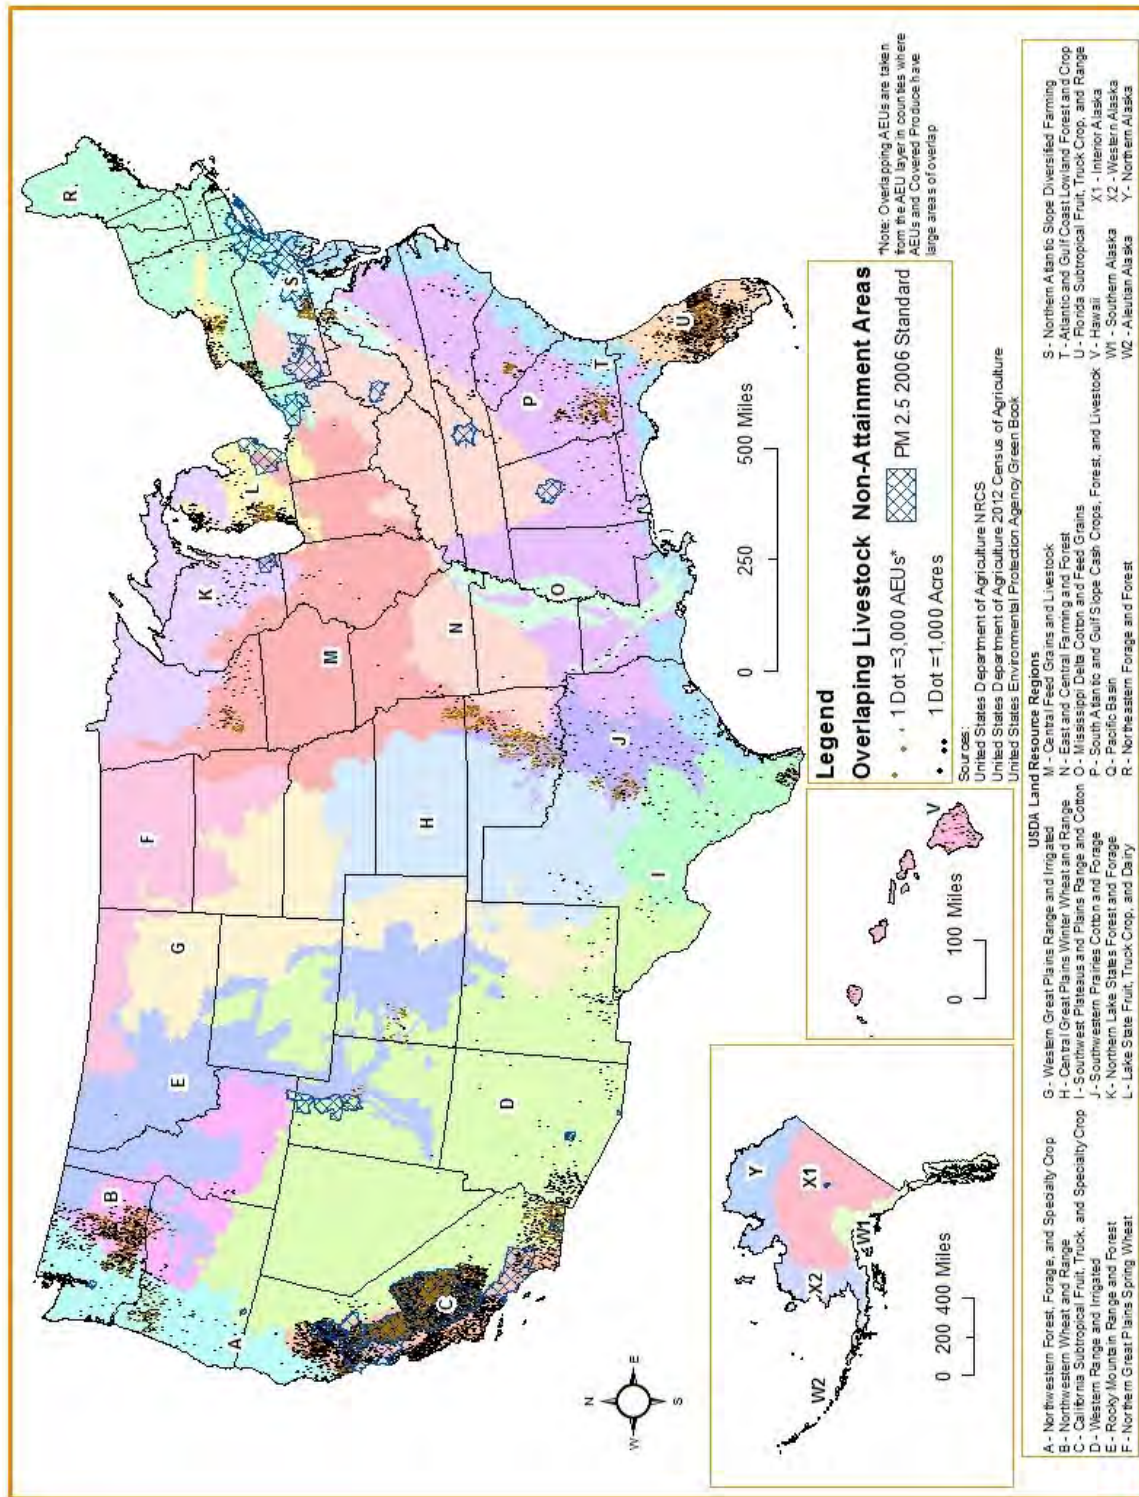 R
S
K
L
F
G
E
B
A
M
N
H
D
C
O
P
T
U
J
I
N
W
E
S
*Note: Overlapping AEUs are taken
from the AEU layer in counties where
AEUs and Covered Produce have
large areas of overlap
0 250 500 Miles
Legend
Overlaping Livestock Non-Attainment Areas
1 Dot =3,000 AEUs*
PM 2.5 2006 Standard
1 Dot =1,000 Acres
Sources:
United States Department of Agriculture NRCS
United States Department of Agriculture 2012 Census of Agriculture
United States Environmental Protection Agency Green Book
V
0 100 Miles
Y
X1
X2
W1
W2
0 200 400 Miles
USDA Land Resource Regions
A - Northwestern Forest, Forage, and Specialty Crop
B - Northwestern Wheat and Range
C - California Subtropical Fruit, Truck, and Specialty Crop
D - Western Range and Irrigated
E - Rocky Mountain Range and Forest
F - Northern Great Plains Spring Wheat
G - Western Great Plains Range and Irrigated
H - Central Great Plains Winter Wheat and Range
I - Southwest Plateaus and Plains Range and Cotton
J - Southwestern Prairies Cotton and Forage
K - Northern Lake States Forest and Forage
L - Lake State Fruit, Truck Crop, and Dairy
M - Central Feed Grains and Livestock
N - East and Central Farming and Forest
O - Mississippi Delta Cotton and Feed Grains
P - South Atlantic and Gulf Slope Cash Crops, Forest, and Livestock
Q - Pacific Basin
R - Northeastern Forage and Forest
S - Northern Atlantic Slope Diversified Farming
T - Atlantic and Gulf Coast Lowland Forest and Crop
U - Florida Subtropical Fruit, Truck Crop, and Range
V - Hawaii
W1 - Southern Alaska
W2 - Aleutian Alaska
X1 - Interior Alaska
X2 - Western Alaska
Y - Northern Alaska